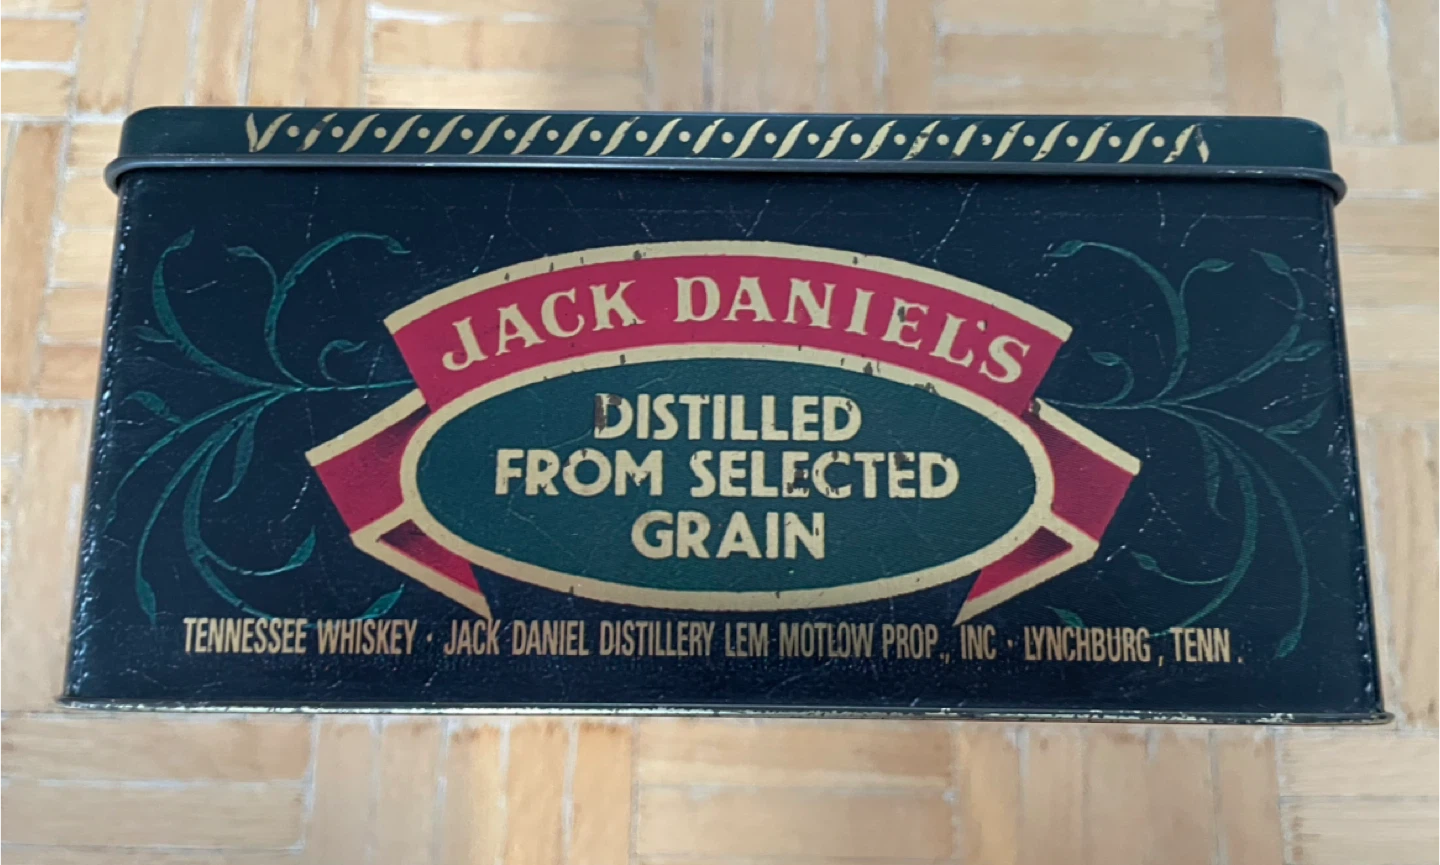 JACK DANIEL'S
DISTILLED
FROM SELECTED
GRAIN
TENNESSEE WHISKEY · JACK DANIEL DISTILLERY LEM MOTLOW PROP., INC · LYNCHBURG, TENN.